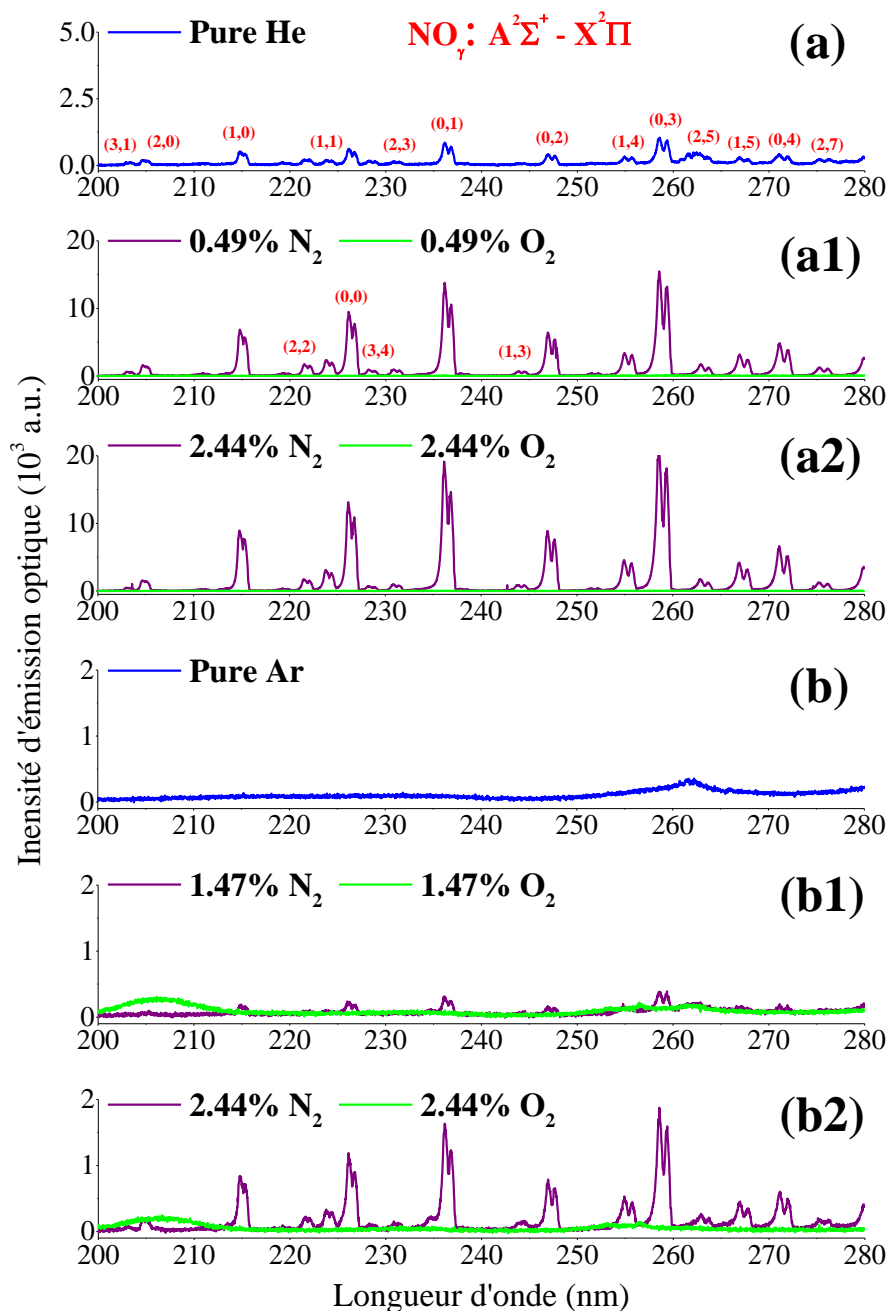 Pure He NOγ: A²Σ⁺ - X²Π (a)
5.0
2.5
0.0
(3,1) (2,0) (1,0) (1,1) (2,3) (0,1) (0,2) (1,4) (0,3) (2,5) (1,5) (0,4) (2,7)
200 210 220 230 240 250 260 270 280
0.49% N₂ 0.49% O₂ (a1)
20
10
0
(2,2) (0,0) (3,4) (1,3)
200 210 220 230 240 250 260 270 280
2.44% N₂ 2.44% O₂ (a2)
20
10
0
200 210 220 230 240 250 260 270 280
Pure Ar (b)
2
1
0
200 210 220 230 240 250 260 270 280
1.47% N₂ 1.47% O₂ (b1)
2
1
0
200 210 220 230 240 250 260 270 280
2.44% N₂ 2.44% O₂ (b2)
2
1
0
200 210 220 230 240 250 260 270 280
Longueur d'onde (nm)
Inensité d'émission optique (10³ a.u.)